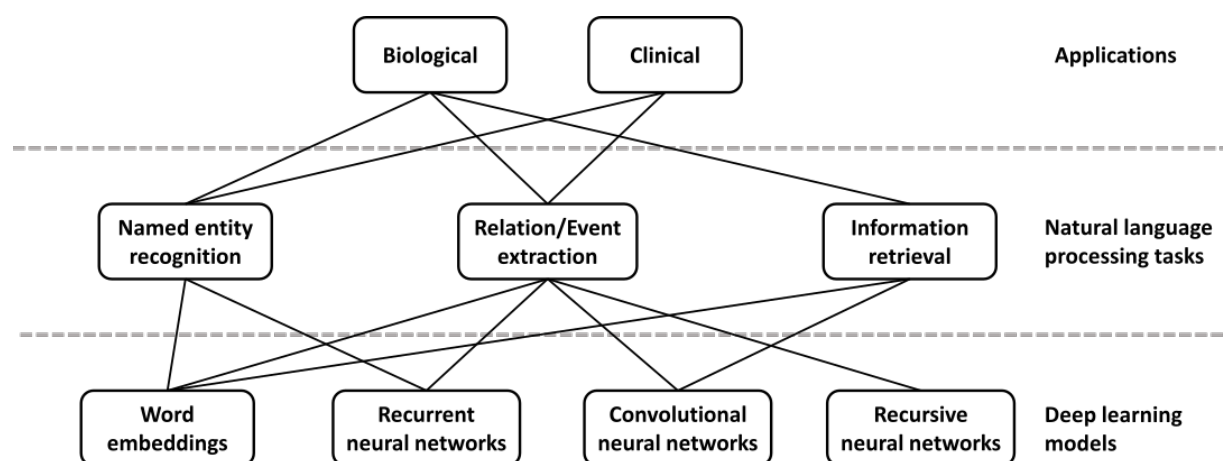 Biological
Clinical
Applications
Named entity
recognition
Relation/Event
extraction
Information
retrieval
Natural language
processing tasks
Word
embeddings
Recurrent
neural networks
Convolutional
neural networks
Recursive
neural networks
Deep learning
models